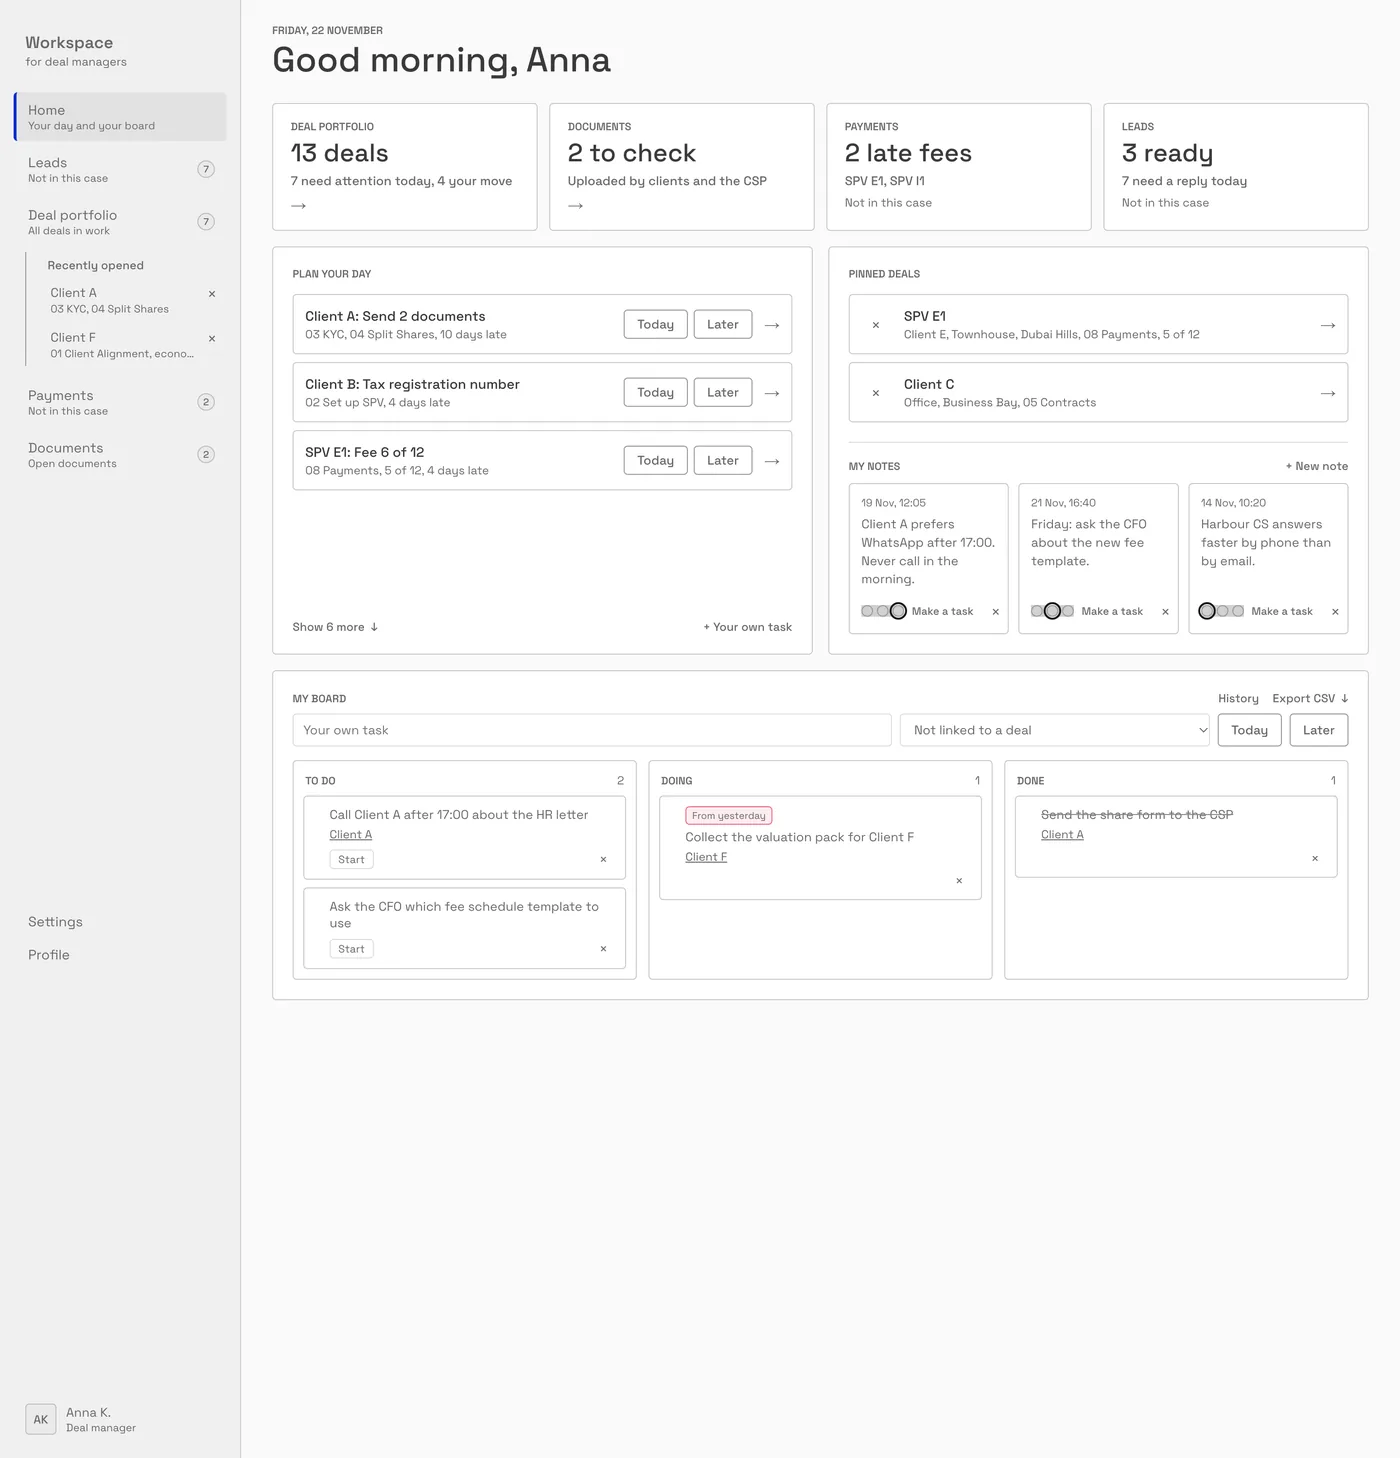 Workspace
for deal managers
Home
Your day and your board
Leads
Not in this case
7
Deal portfolio
All deals in work
7
Recently opened
Client A
03 KYC, 04 Split Shares
×
Client F
01 Client Alignment, econo...
×
Payments
Not in this case
2
Documents
Open documents
2
Settings
Profile
AK
Anna K.
Deal manager
FRIDAY, 22 NOVEMBER
Good morning, Anna
DEAL PORTFOLIO
13 deals
7 need attention today, 4 your move
→
DOCUMENTS
2 to check
Uploaded by clients and the CSP
→
PAYMENTS
2 late fees
SPV E1, SPV I1
Not in this case
LEADS
3 ready
7 need a reply today
Not in this case
PLAN YOUR DAY
Client A: Send 2 documents
03 KYC, 04 Split Shares, 10 days late
Today
Later
→
Client B: Tax registration number
02 Set up SPV, 4 days late
Today
Later
→
SPV E1: Fee 6 of 12
08 Payments, 5 of 12, 4 days late
Today
Later
→
Show 6 more ↓
+ Your own task
PINNED DEALS
×
SPV E1
Client E, Townhouse, Dubai Hills, 08 Payments, 5 of 12
→
×
Client C
Office, Business Bay, 05 Contracts
→
MY NOTES
+ New note
19 Nov, 12:05
Client A prefers
WhatsApp after 17:00.
Never call in the
morning.
Make a task
×
21 Nov, 16:40
Friday: ask the CFO
about the new fee
template.
Make a task
×
14 Nov, 10:20
Harbour CS answers
faster by phone than
by email.
Make a task
×
MY BOARD
History
Export CSV ↓
Your own task
Not linked to a deal
Today
Later
TO DO
2
Call Client A after 17:00 about the HR letter
Client A
Start
×
Ask the CFO which fee schedule template to
use
Start
×
DOING
1
From yesterday
Collect the valuation pack for Client F
Client F
×
DONE
1
Send the share form to the CSP
Client A
×